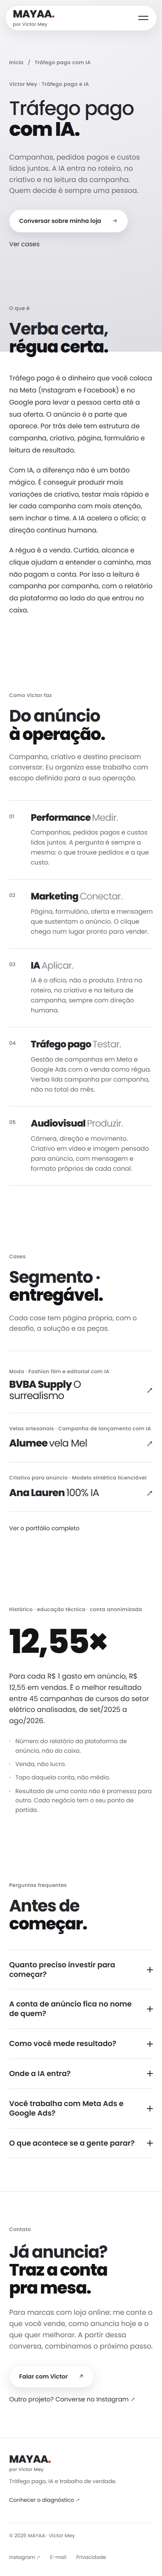 MAYAA.
por Victor Mey
Início / Tráfego pago com IA
Victor Mey · Tráfego pago e IA
Tráfego pago
com IA.
Campanhas, pedidos pagos e custos
lidos juntos. A IA entra no roteiro, no
criativo e na leitura da campanha.
Quem decide é sempre uma pessoa.
Conversar sobre minha loja →
Ver cases
O que é
Verba certa,
régua certa.
Tráfego pago é o dinheiro que você coloca
na Meta (Instagram e Facebook) e no
Google para levar a pessoa certa até a
sua oferta. O anúncio é a parte que
aparece. Por trás dele tem estrutura de
campanha, criativo, página, formulário e
leitura de resultado.
Com IA, a diferença não é um botão
mágico. É conseguir produzir mais
variações de criativo, testar mais rápido e
ler cada campanha com mais atenção,
sem inchar o time. A IA acelera o ofício; a
direção continua humana.
A régua é a venda. Curtida, alcance e
clique ajudam a entender o caminho, mas
não pagam a conta. Por isso a leitura é
campanha por campanha, com o relatório
da plataforma ao lado do que entrou no
caixa.
Como Victor faz
Do anúncio
à operação.
Campanha, criativo e destino precisam
conversar. Eu organizo esse trabalho com
escopo definido para a sua operação.
01 Performance Medir.
Campanhas, pedidos pagos e custos
lidos juntos. A pergunta é sempre a
mesma: o que trouxe pedidos e a que
custo.
02 Marketing Conectar.
Página, formulário, oferta e mensagem
que sustentam o anúncio. O clique
chega num lugar pronto para vender.
03 IA Aplicar.
IA é o ofício, não o produto. Entra no
roteiro, no criativo e na leitura de
campanha, sempre com direção
humana.
04 Tráfego pago Testar.
Gestão de campanhas em Meta e
Google Ads com a venda como régua.
Verba lida campanha por campanha,
não no total do mês.
05 Audiovisual Produzir.
Câmera, direção e movimento.
Criativo em vídeo e imagem pensado
para anúncio, com mensagem e
formato próprios de cada canal.
Cases
Segmento ·
entregável.
Cada case tem página própria, com o
desafio, a solução e as peças.
Moda · Fashion film e editorial com IA
BVBA Supply O
surrealismo ↗
Velas artesanais · Campanha de lançamento com IA
Alumee vela Mel ↗
Criativo para anúncio · Modelo sintética licenciável
Ana Lauren 100% IA ↗
Ver o portfólio completo
Histórico · educação técnica · conta anonimizada
12,55×
Para cada R$ 1 gasto em anúncio, R$
12,55 em vendas. É o melhor resultado
entre 45 campanhas de cursos do setor
elétrico analisadas, de set/2025 a
ago/2026.
· Número do relatório da plataforma de
anúncio, não do caixa.
· Venda, não lucro.
· Topo daquela conta, não média.
· Resultado de uma conta não é promessa para
outra. Cada negócio tem o seu ponto de
partida.
Perguntas frequentes
Antes de
começar.
Quanto preciso investir para
começar? +
A conta de anúncio fica no nome
de quem? +
Como você mede resultado? +
Onde a IA entra? +
Você trabalha com Meta Ads e
Google Ads? +
O que acontece se a gente parar? +
Contato
Já anuncia?
Traz a conta
pra mesa.
Para marcas com loja online: me conte o
que você vende, como anuncia hoje e o
que quer melhorar. A partir dessa
conversa, combinamos o próximo passo.
Falar com Victor ↗
Outro projeto? Converse no Instagram ↗
MAYAA.
por Victor Mey
Tráfego pago, IA e trabalho de verdade.
Conhecer o diagnóstico ↗
© 2026 MAYAA · Victor Mey
Instagram ↗ E-mail Privacidade